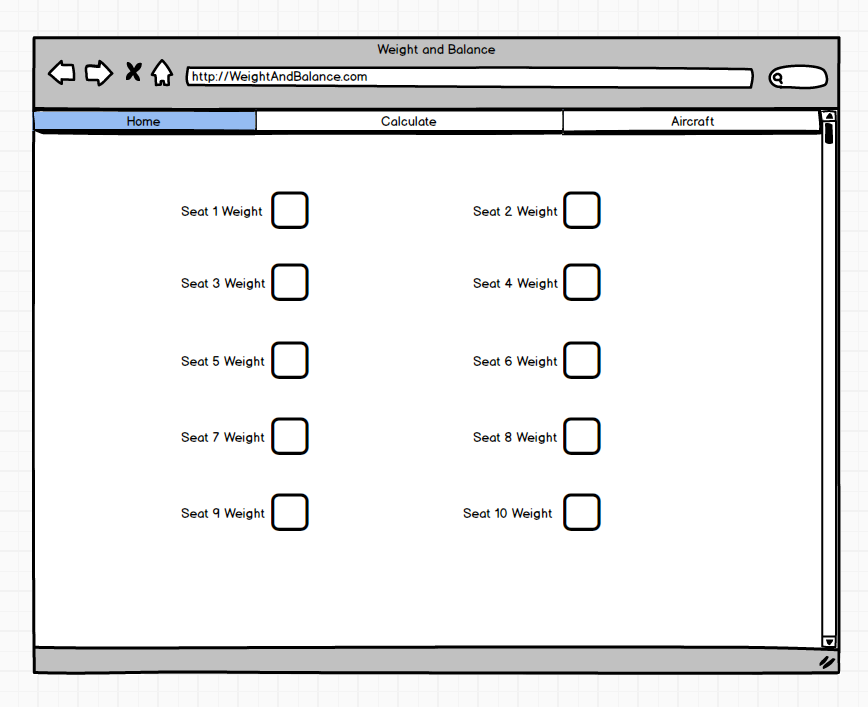 Weight and Balance
http://WeightAndBalance.com
Home Calculate Aircraft
Seat 1 Weight Seat 2 Weight
Seat 3 Weight Seat 4 Weight
Seat 5 Weight Seat 6 Weight
Seat 7 Weight Seat 8 Weight
Seat 9 Weight Seat 10 Weight